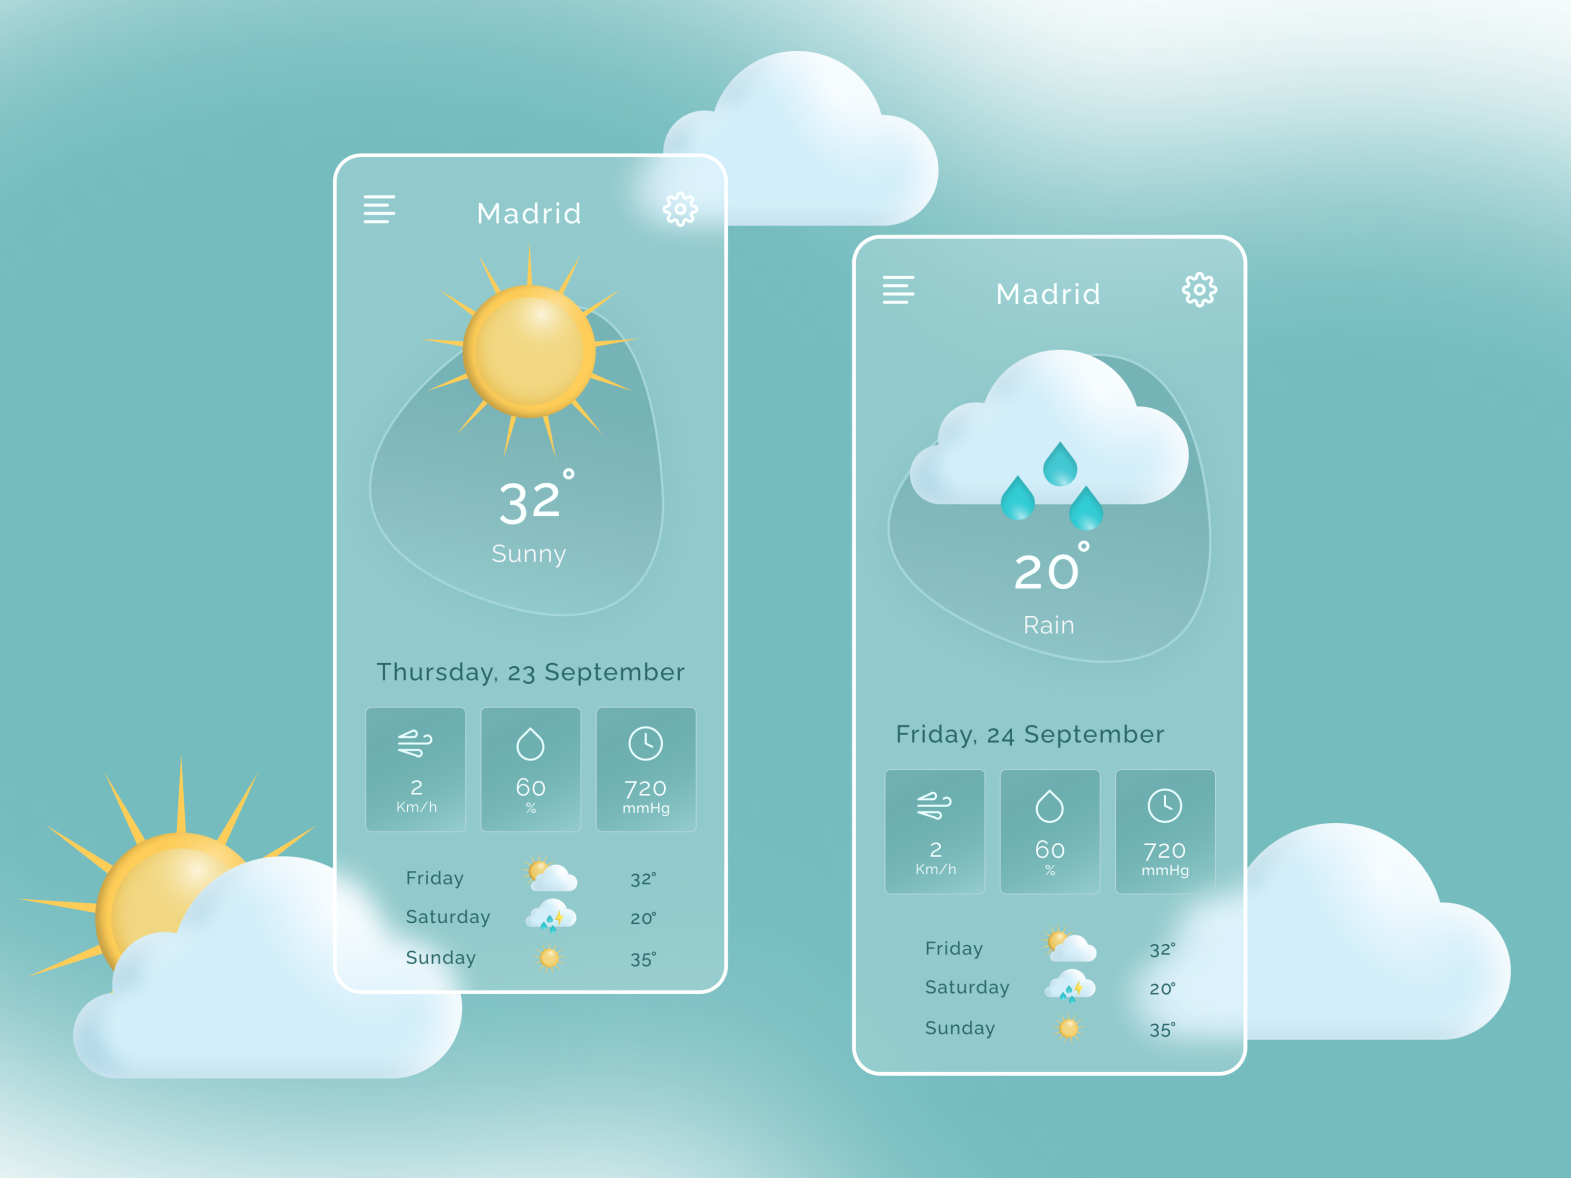 Madrid
32°
Sunny
Thursday, 23 September
2
Km/h
60
%
720
mmHg
Friday 32°
Saturday 20°
Sunday 35°
Madrid
20°
Rain
Friday, 24 September
2
Km/h
60
%
720
mmHg
Friday 32°
Saturday 20°
Sunday 35°